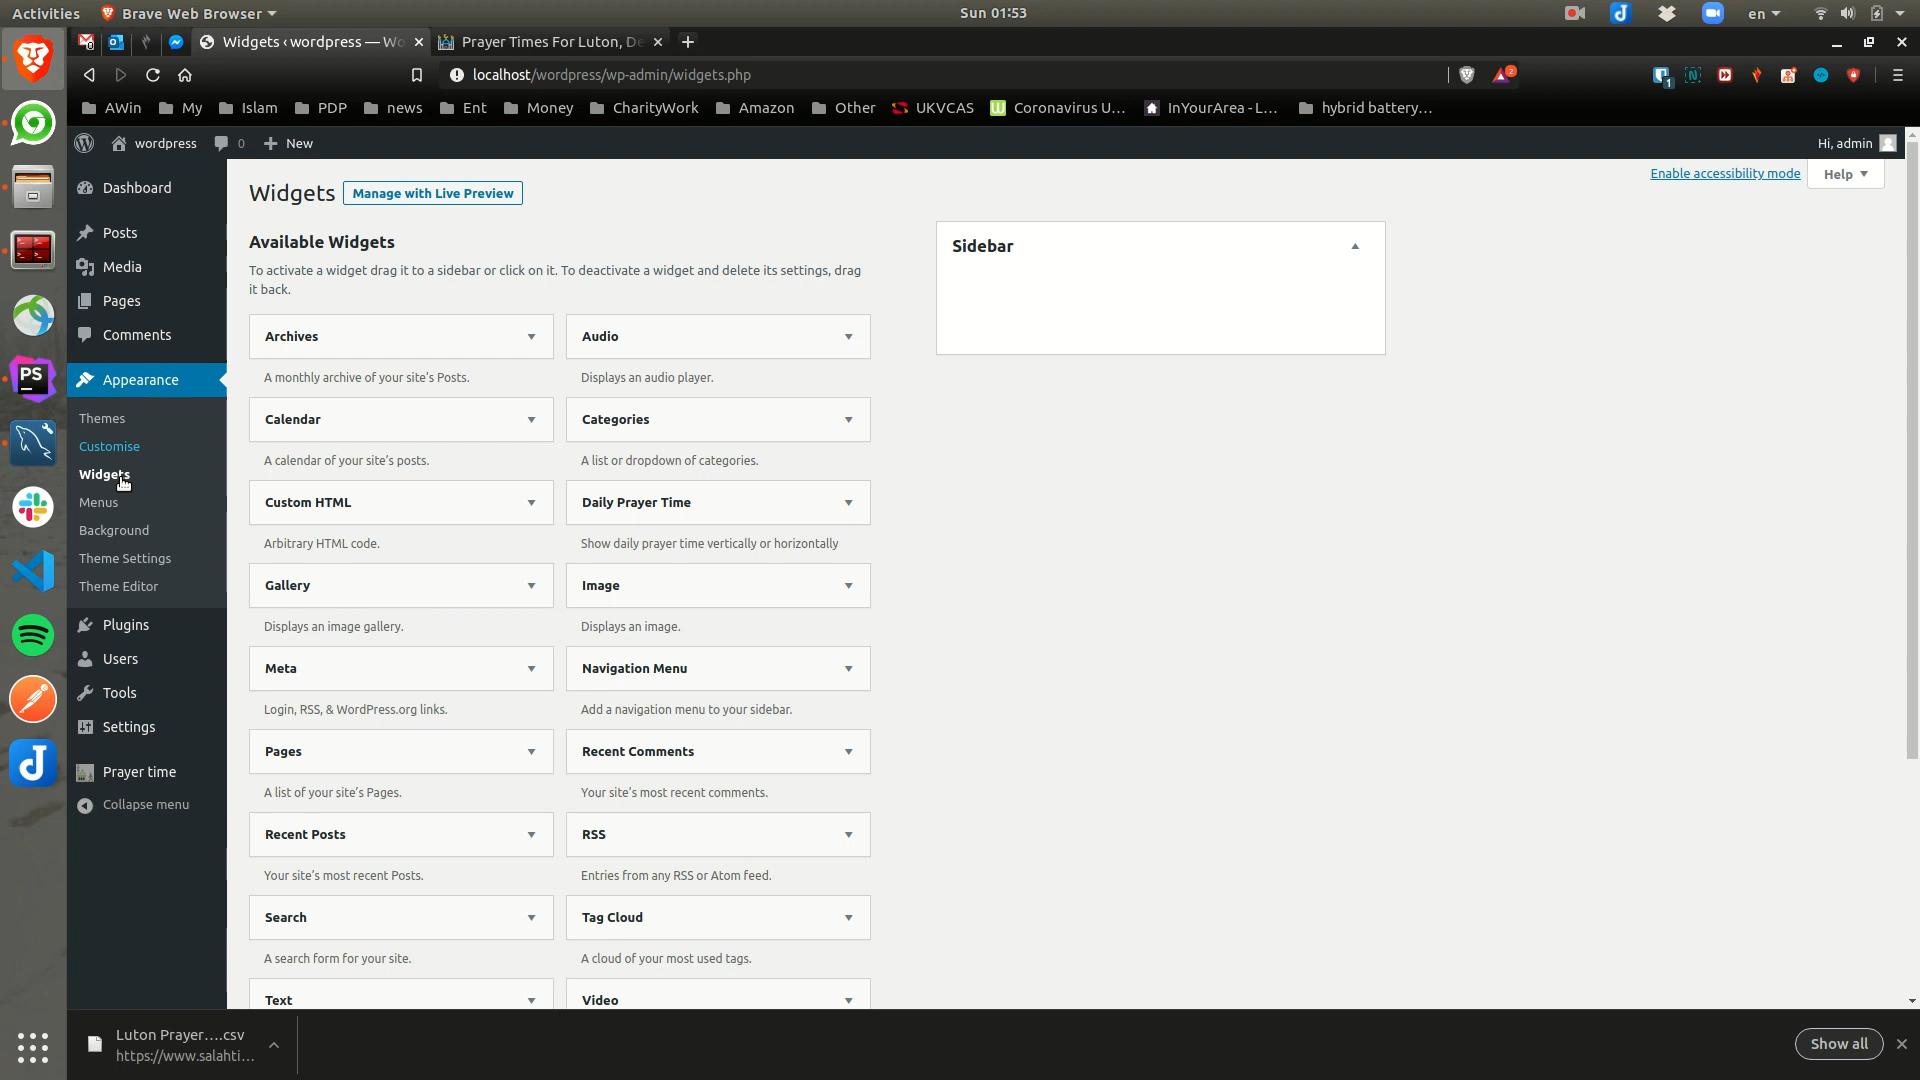 Activities
Brave Web Browser
Sun 01:53
en
Widgets ‹ wordpress — Wo
Prayer Times For Luton, De
localhost/wordpress/wp-admin/widgets.php
2
1
AWin
My
Islam
PDP
news
Ent
Money
CharityWork
Amazon
Other
UKVCAS
Coronavirus U...
InYourArea - L...
hybrid battery...
wordpress
0
New
Hi, admin
Dashboard
Posts
Media
Pages
Comments
Appearance
Themes
Customise
Widgets
Menus
Background
Theme Settings
Theme Editor
Plugins
Users
Tools
Settings
Prayer time
Collapse menu
Widgets
Manage with Live Preview
Enable accessibility mode
Help
Available Widgets
To activate a widget drag it to a sidebar or click on it. To deactivate a widget and delete its settings, drag
it back.
Archives
A monthly archive of your site's Posts.
Audio
Displays an audio player.
Calendar
A calendar of your site's posts.
Categories
A list or dropdown of categories.
Custom HTML
Arbitrary HTML code.
Daily Prayer Time
Show daily prayer time vertically or horizontally
Gallery
Displays an image gallery.
Image
Displays an image.
Meta
Login, RSS, & WordPress.org links.
Navigation Menu
Add a navigation menu to your sidebar.
Pages
A list of your site's Pages.
Recent Comments
Your site's most recent comments.
Recent Posts
Your site's most recent Posts.
RSS
Entries from any RSS or Atom feed.
Search
A search form for your site.
Tag Cloud
A cloud of your most used tags.
Text
Video
Sidebar
PS
Luton Prayer....csv
https://www.salahti...
Show all